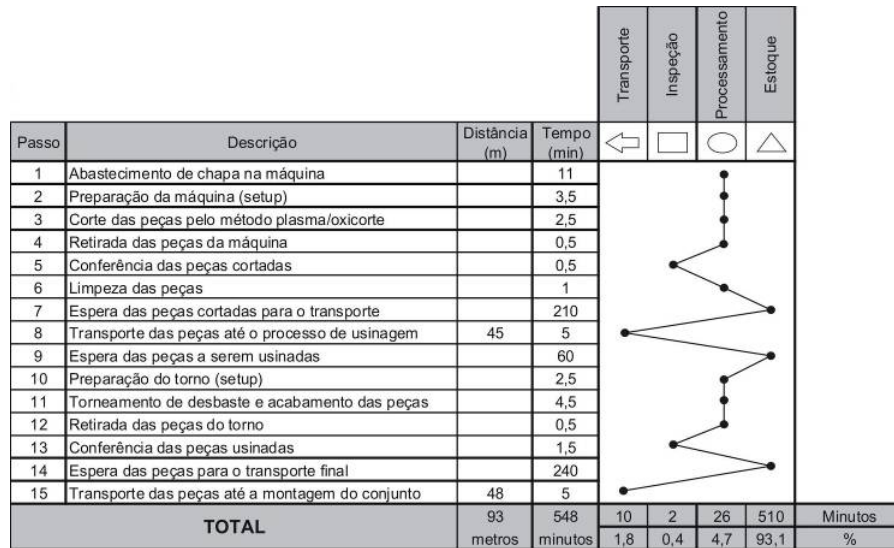 Transporte
Inspeção
Processamento
Estoque
Passo Descrição Distância (m) Tempo (min)
1 Abastecimento de chapa na máquina 11
2 Preparação da máquina (setup) 3,5
3 Corte das peças pelo método plasma/oxicorte 2,5
4 Retirada das peças da máquina 0,5
5 Conferência das peças cortadas 0,5
6 Limpeza das peças 1
7 Espera das peças cortadas para o transporte 210
8 Transporte das peças até o processo de usinagem 45 5
9 Espera das peças a serem usinadas 60
10 Preparação do torno (setup) 2,5
11 Torneamento de desbaste e acabamento das peças 4,5
12 Retirada das peças do torno 0,5
13 Conferência das peças usinadas 1,5
14 Espera das peças para o transporte final 240
15 Transporte das peças até a montagem do conjunto 48 5
TOTAL 93 548 10 2 26 510 Minutos
metros minutos 1,8 0,4 4,7 93,1 %